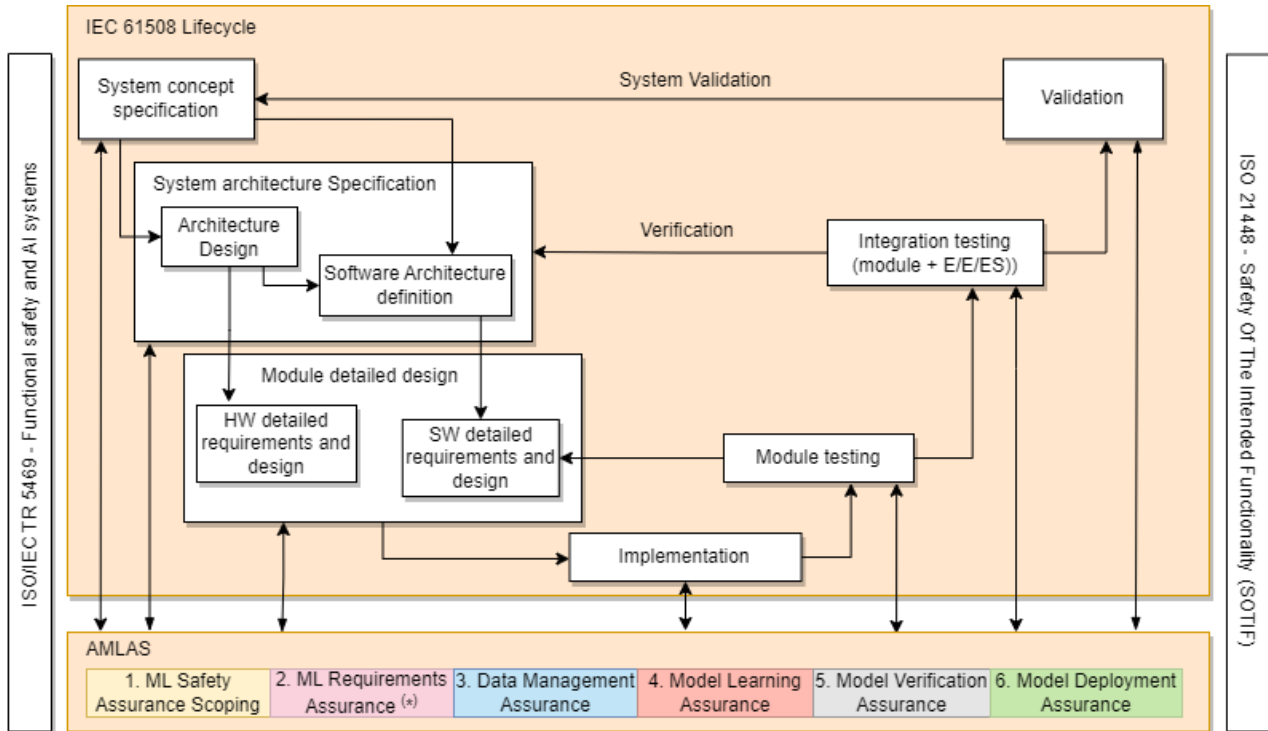 IEC 61508 Lifecycle
ISO/IEC TR 5469 - Functional safety and AI systems
System concept
specification
System Validation
Validation
System architecture Specification
Architecture
Design
Software Architecture
definition
Verification
Integration testing
(module + E/E/ES))
Module detailed design
HW detailed
requirements and
design
SW detailed
requirements and
design
Module testing
Implementation
ISO 21448 - Safety Of The Intended Functionality (SOTIF)
AMLAS
1. ML Safety
Assurance Scoping
2. ML Requirements
Assurance (*)
3. Data Management
Assurance
4. Model Learning
Assurance
5. Model Verification
Assurance
6. Model Deployment
Assurance